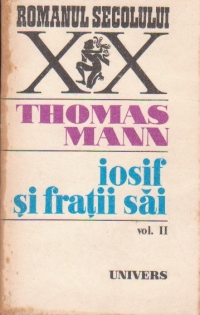 ROMANUL SECOLULUI
XX
THOMAS
MANN
iosif
și frații săi
vol. II
UNIVERS